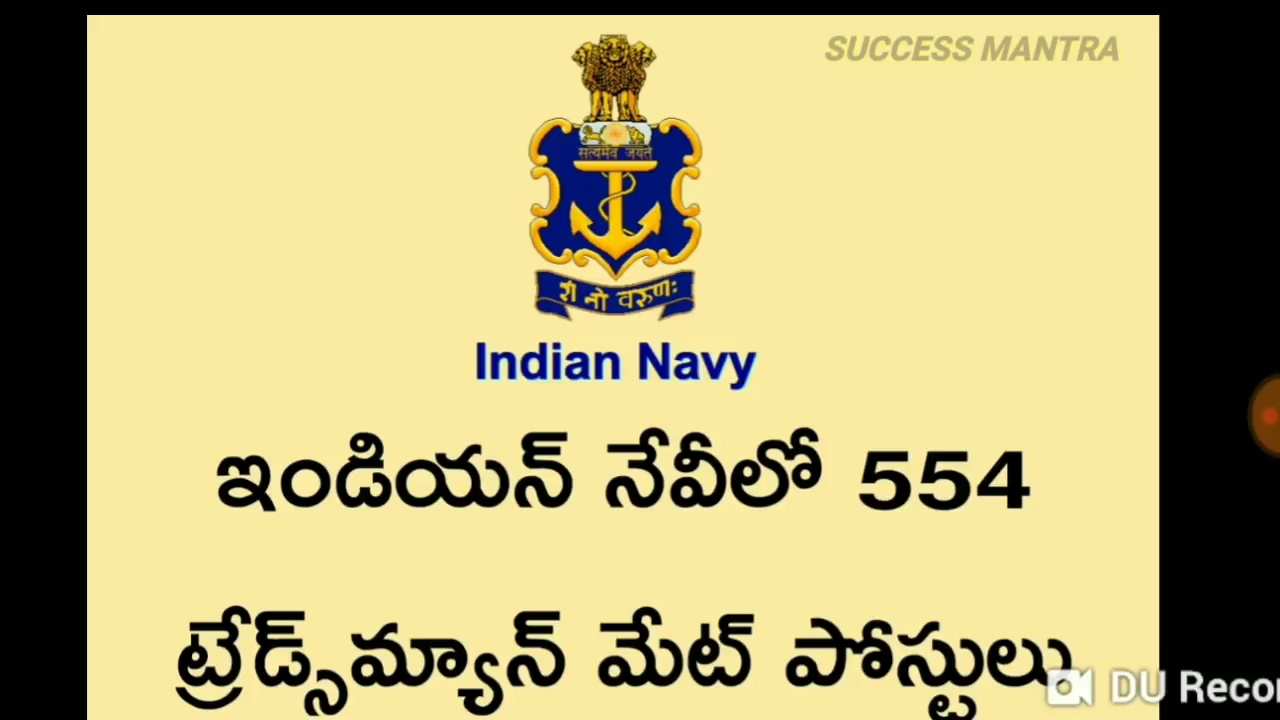 SUCCESS MANTRA
सत्यमेव जयते
शं नो वरुणः
Indian Navy
ఇండియన్ నేవీలో 554
ట్రేడ్స్‌మ్యాన్ మేట్ పోస్టులు
DU Recor